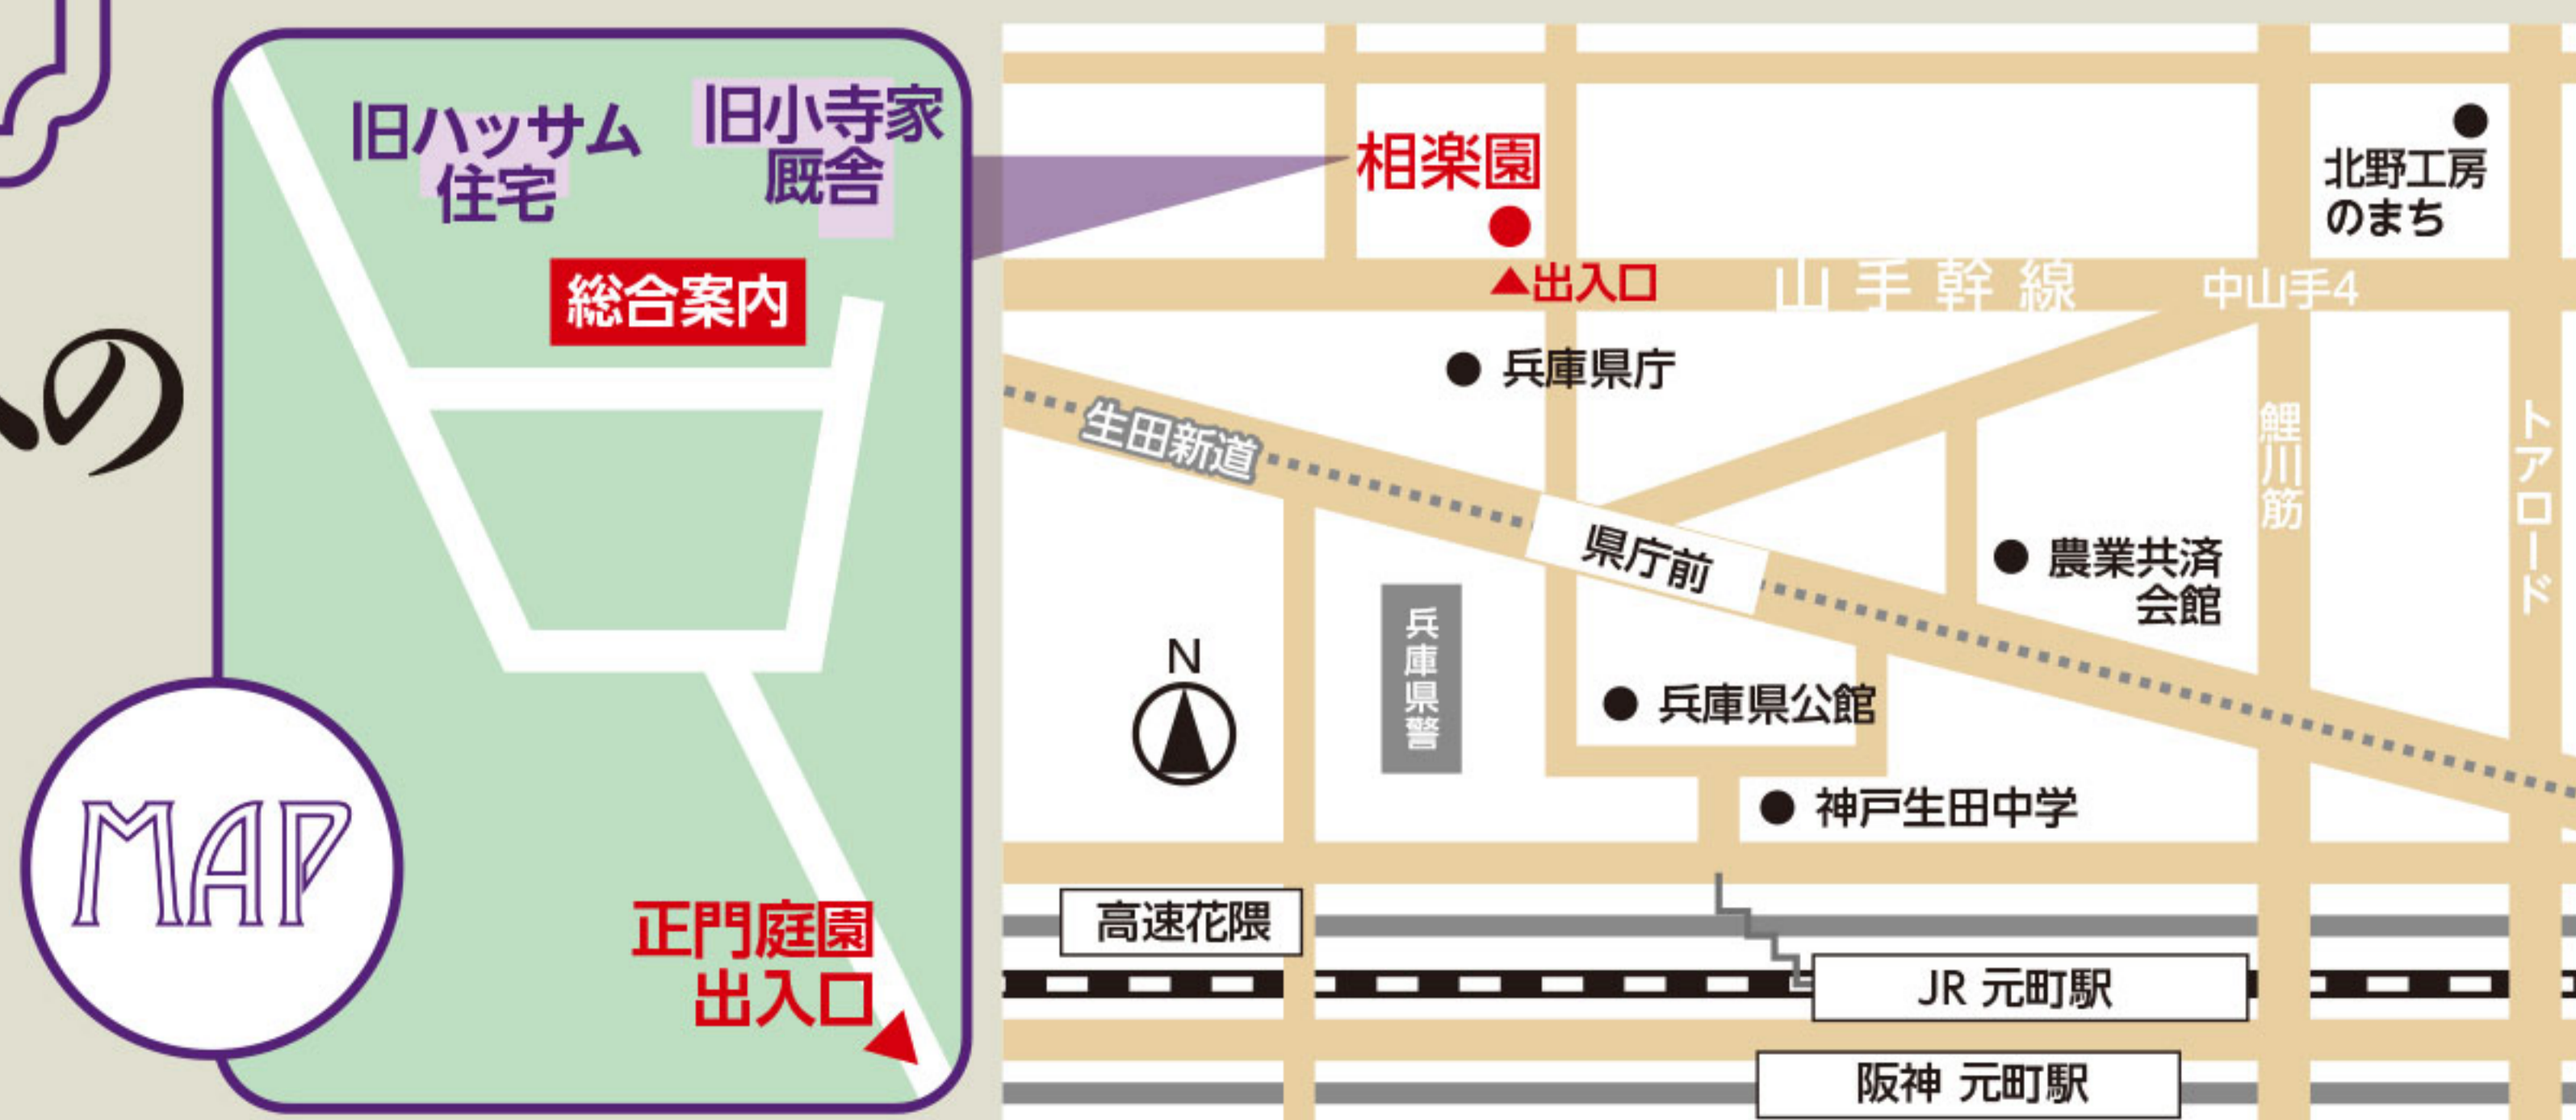 の
旧ハッサム
住宅
旧小寺家
厩舎
総合案内
正門庭園
出入口
MAP
相楽園
出入口
山手幹線
中山手4
北野工房
のまち
兵庫県庁
生田新道
県庁前
鯉川筋
トアロード
農業共済
会館
N
兵庫県警
兵庫県公館
神戸生田中学
高速花隈
JR 元町駅
阪神 元町駅